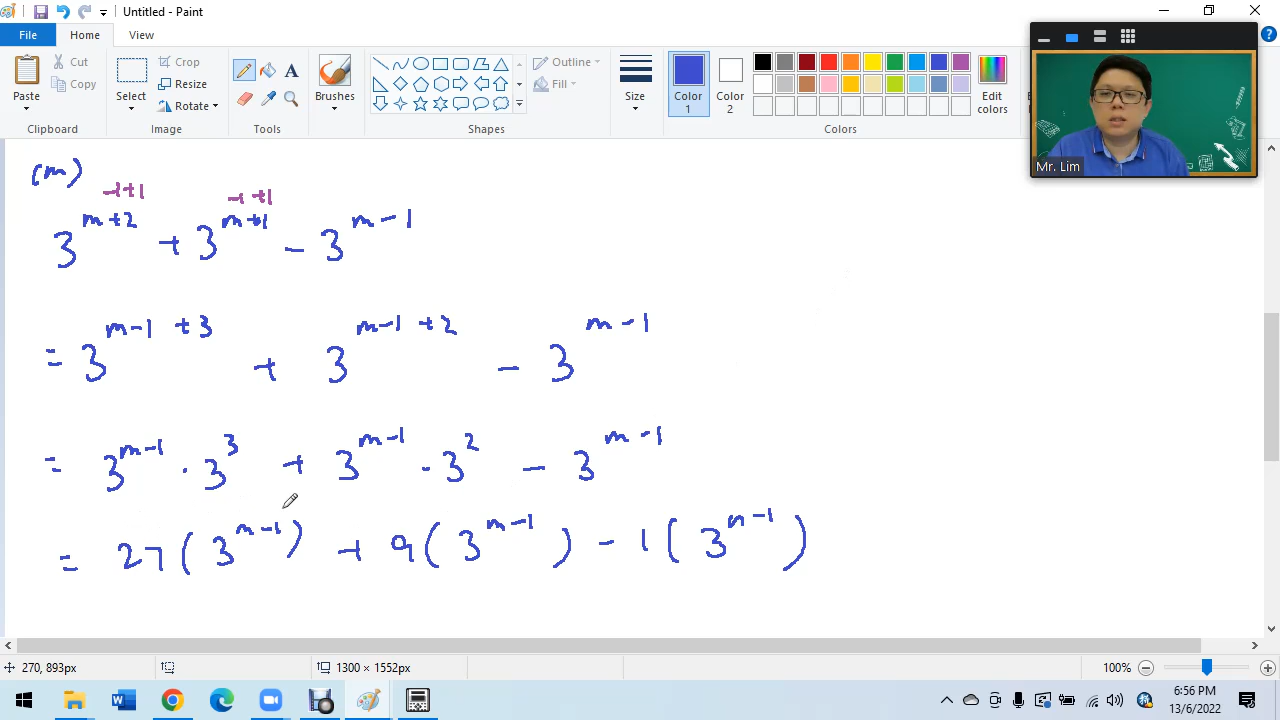 Untitled - Paint
File Home View
Paste
Cut
Copy
Clipboard
Select
Crop
Resize
Rotate
Image
Tools
Brushes
Outline
Fill
Shapes
Size
Color 1
Color 2
Edit colors
Colors
Mr. Lim
(m)
-1+1 -1+1
3^{m+2} + 3^{m+1} - 3^{m-1}
= 3^{m-1+3} + 3^{m-1+2} - 3^{m-1}
= 3^{m-1} · 3^3 + 3^{m-1} · 3^2 - 3^{m-1}
= 27(3^{m-1}) + 9(3^{m-1}) - 1(3^{n-1})
270, 893px
1300 × 1552px
100%
6:56 PM
13/6/2022